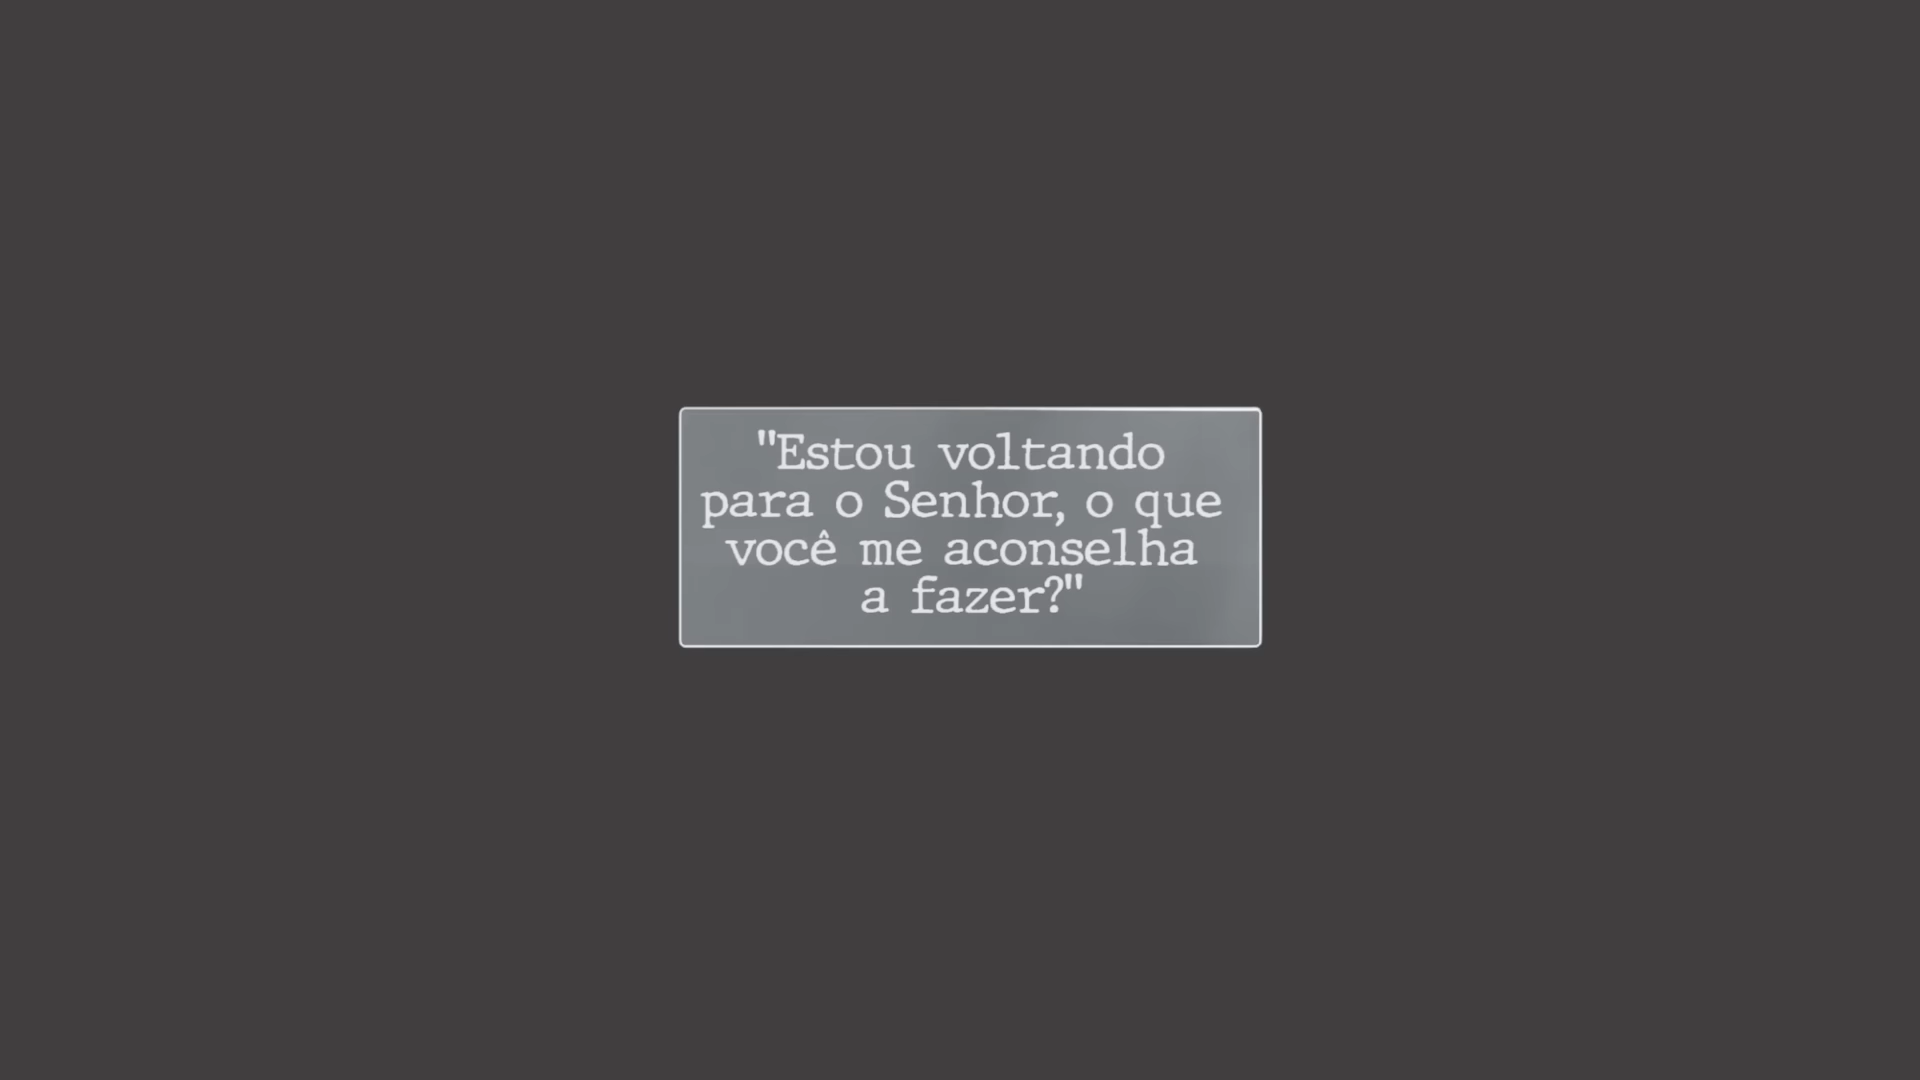 "Estou voltando
para o Senhor, o que
você me aconselha
a fazer?"